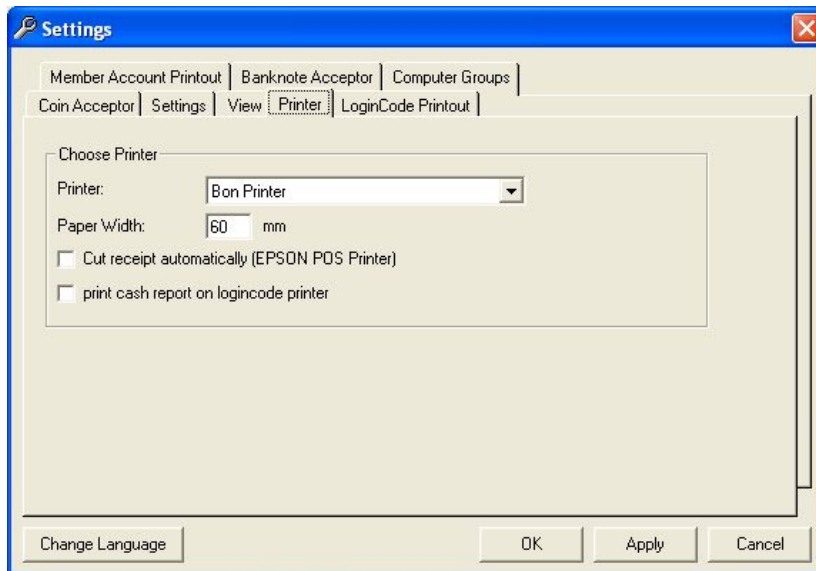 Settings
Member Account Printout Banknote Acceptor Computer Groups
Coin Acceptor Settings View Printer LoginCode Printout
Choose Printer
Printer: Bon Printer
Paper Width: 60 mm
Cut receipt automatically (EPSON POS Printer)
print cash report on logincode printer
Change Language OK Apply Cancel